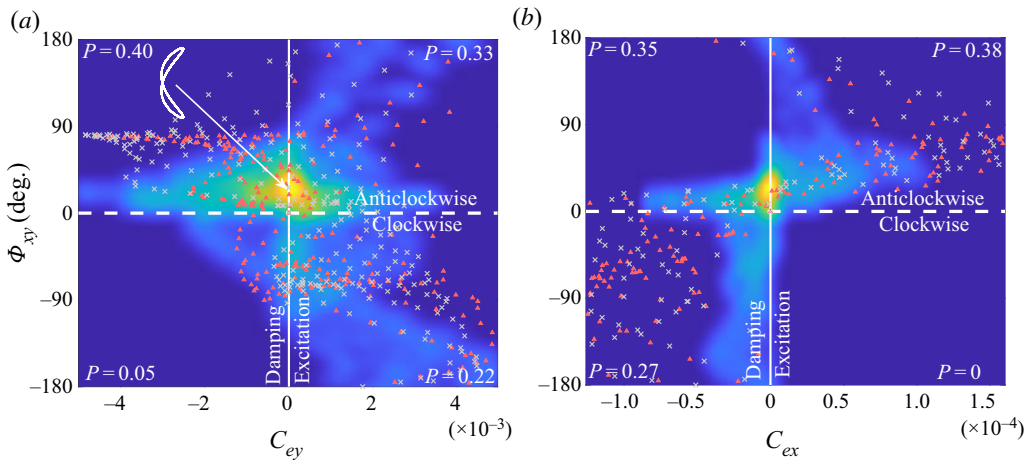 (a)
(b)
180
90
0
–90
–180
Φxy (deg.)
P = 0.40
P = 0.33
Anticlockwise
Clockwise
Damping
Excitation
P = 0.05
P = 0.22
–4
–2
0
2
4
(×10–3)
Cey
180
90
0
–90
–180
P = 0.35
P = 0.38
Anticlockwise
Clockwise
Damping
Excitation
P = 0.27
P = 0
–1.0
–0.5
0
0.5
1.0
1.5
(×10–4)
Cex